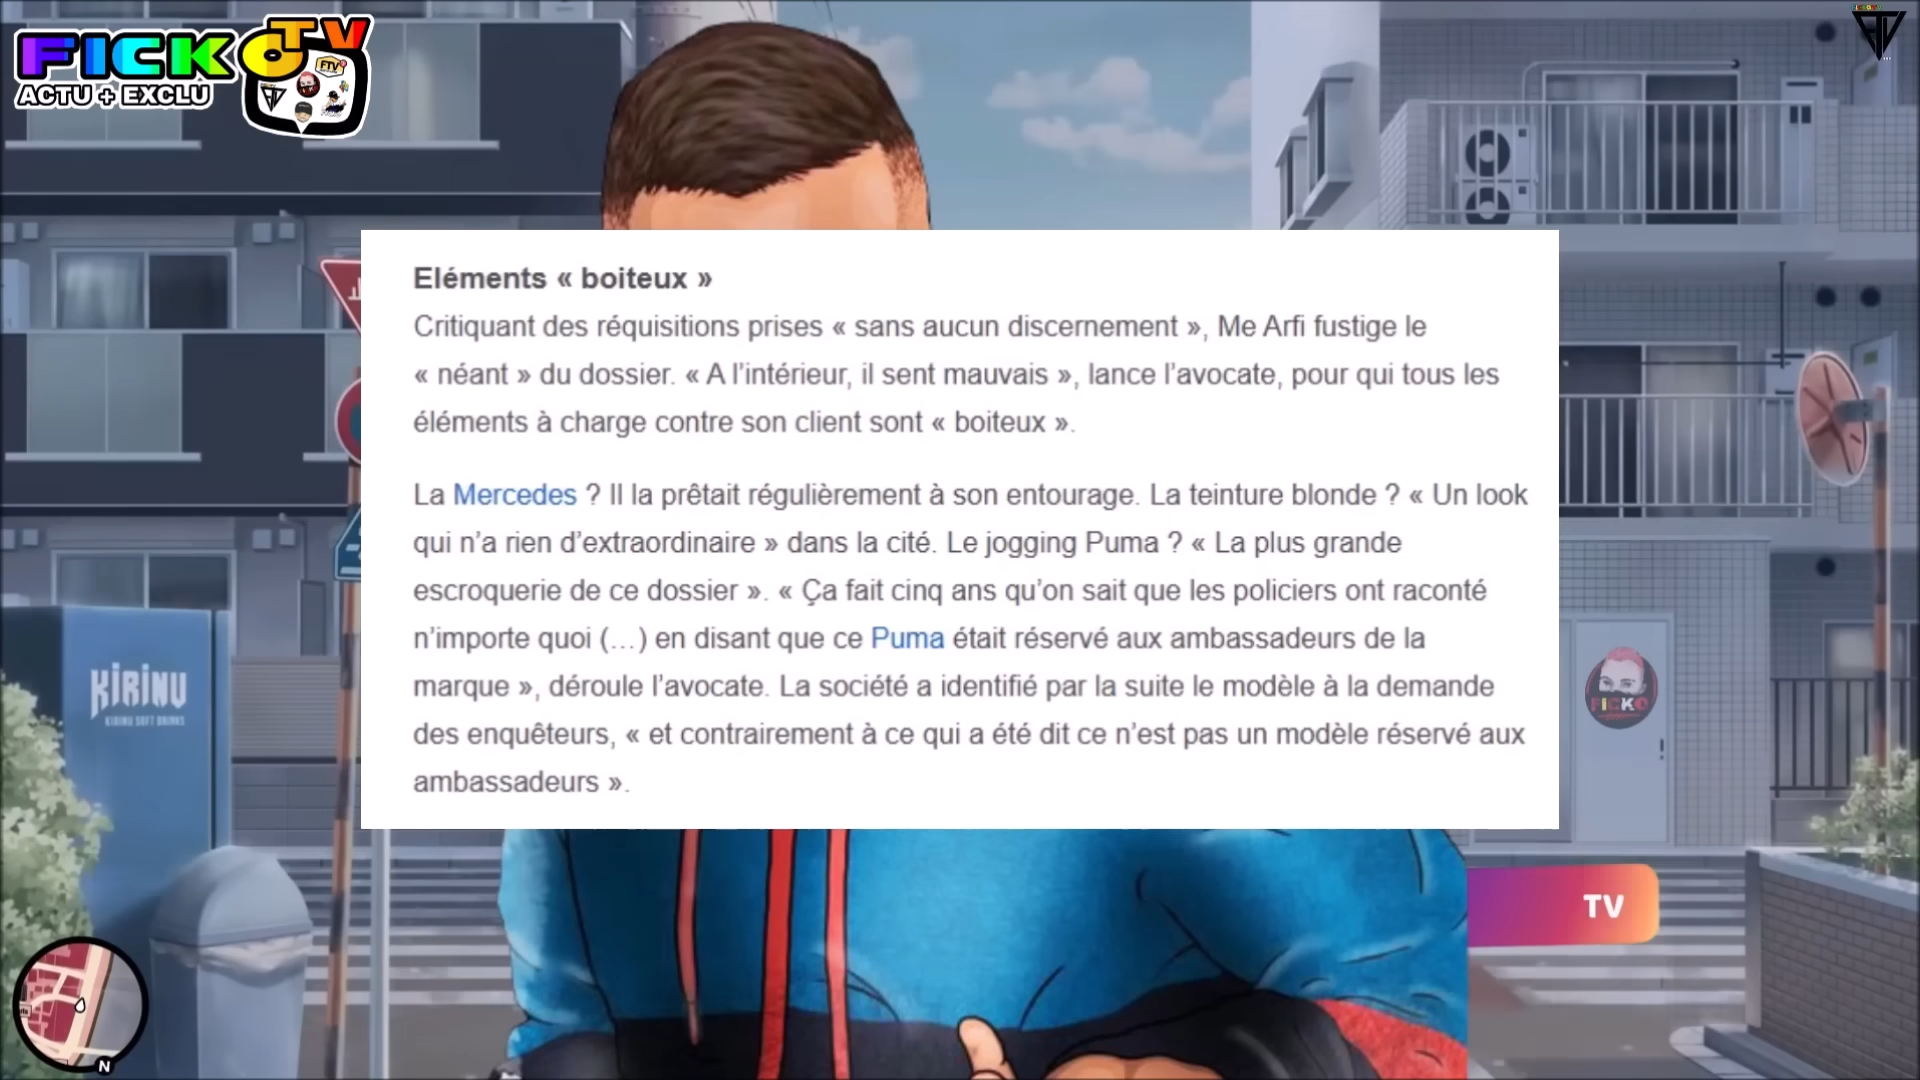 FICKO TV
ACTU + EXCLU
FTV
Eléments « boiteux »
Critiquant des réquisitions prises « sans aucun discernement », Me Arfi fustige le
« néant » du dossier. « A l’intérieur, il sent mauvais », lance l’avocate, pour qui tous les
éléments à charge contre son client sont « boiteux ».
La Mercedes ? Il la prêtait régulièrement à son entourage. La teinture blonde ? « Un look
qui n’a rien d’extraordinaire » dans la cité. Le jogging Puma ? « La plus grande
escroquerie de ce dossier ». « Ça fait cinq ans qu’on sait que les policiers ont raconté
n’importe quoi (…) en disant que ce Puma était réservé aux ambassadeurs de la
marque », déroule l’avocate. La société a identifié par la suite le modèle à la demande
des enquêteurs, « et contrairement à ce qui a été dit ce n’est pas un modèle réservé aux
ambassadeurs ».
KIRINU
KIRINU SOFT DRINKS
FICKO
TV
N